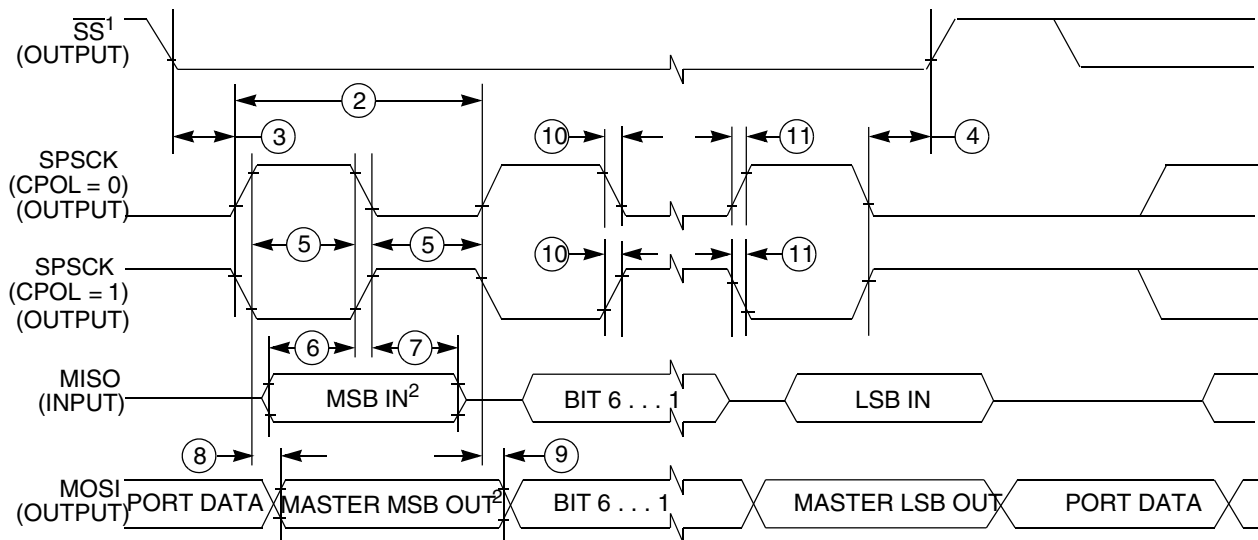 SS1
(OUTPUT)
2
3
10
11
4
SPSCK
(CPOL = 0)
(OUTPUT)
5
5
SPSCK
(CPOL = 1)
(OUTPUT)
10
11
6
7
MISO
(INPUT)
MSB IN2
BIT 6 . . . 1
LSB IN
8
9
MOSI
(OUTPUT)
PORT DATA
MASTER MSB OUT2
BIT 6 . . . 1
MASTER LSB OUT
PORT DATA